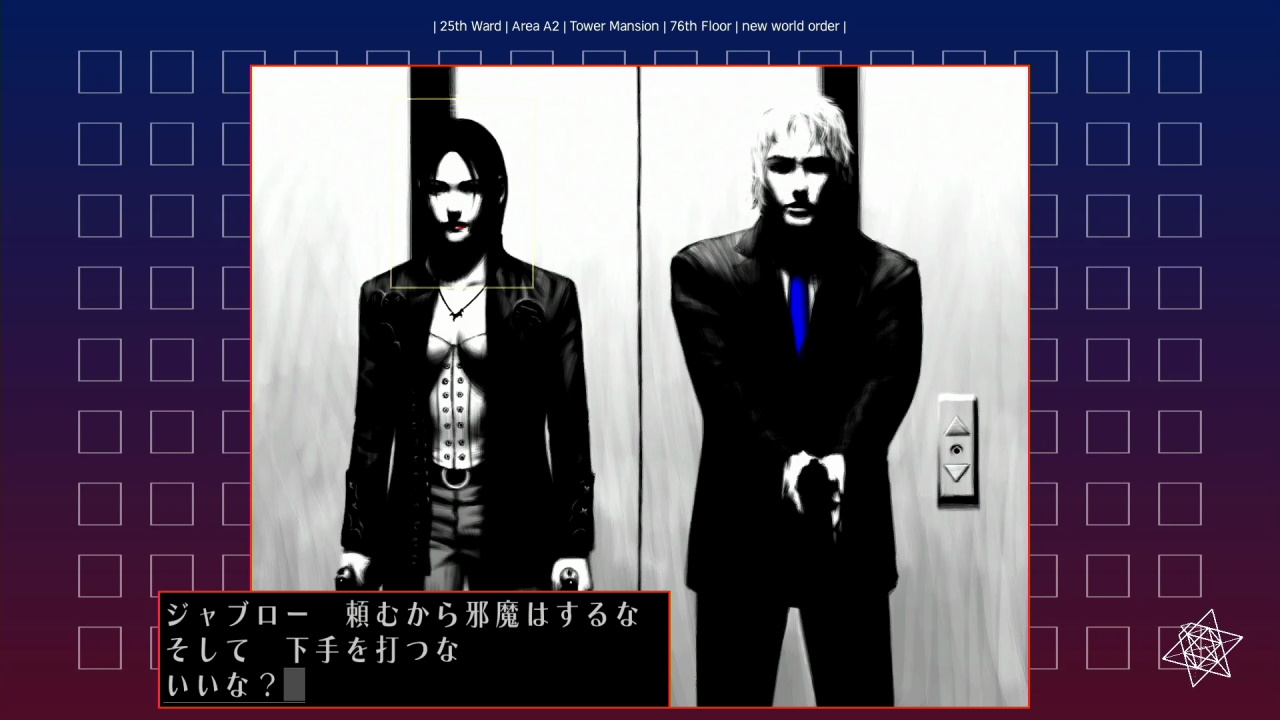 | 25th Ward | Area A2 | Tower Mansion | 76th Floor | new world order |
ジャブロー　頼むから邪魔はするな
そして　下手を打つな
いいな？